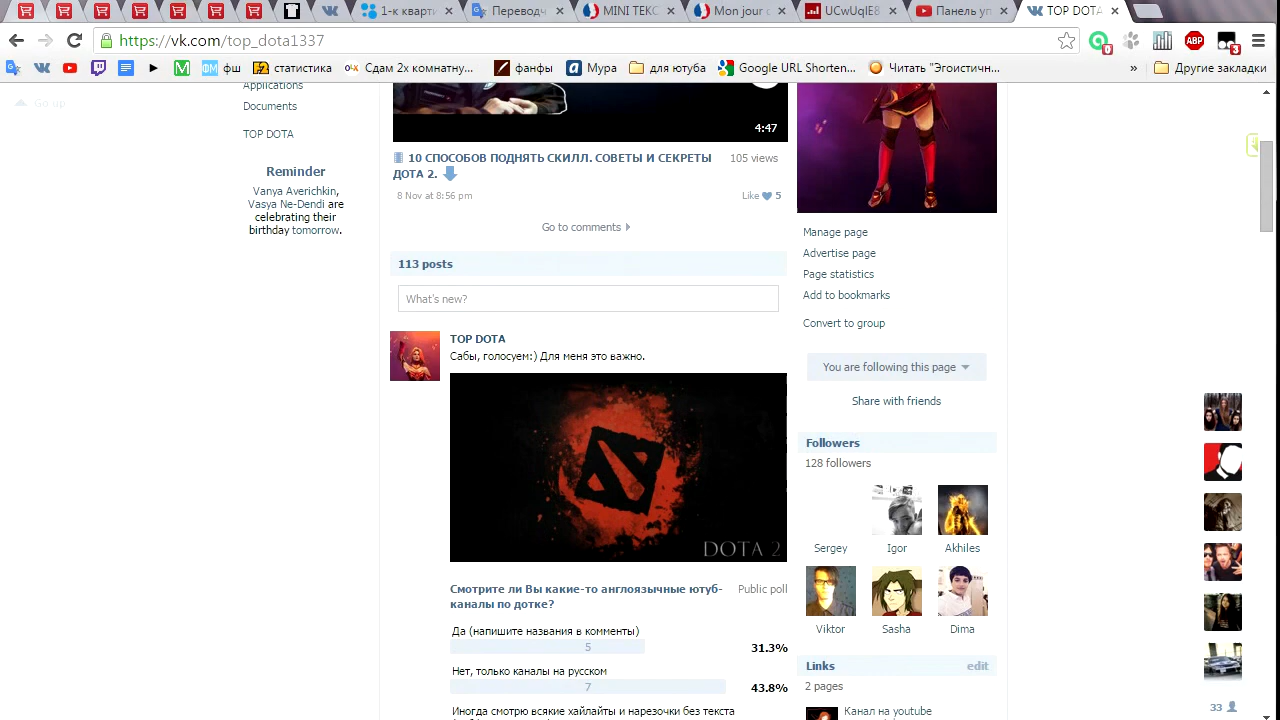 1-к кварти
Переводч
MINI ТЕКС
Mon jour d
UCwUqIE8
Панель уп
TOP DOTA
https://vk.com/top_dota1337
0
ABP
3
ФМ фш
статистика
Сдам 2х комнатну...
фанфы
Мура
для ютуба
Google URL Shorten...
Читать "Эгоистичн...
»
Другие закладки
Go up
Applications
Documents
TOP DOTA
Reminder
Vanya Averichkin,
Vasya Ne-Dendi are
celebrating their
birthday tomorrow.
4:47
10 СПОСОБОВ ПОДНЯТЬ СКИЛЛ. СОВЕТЫ И СЕКРЕТЫ
ДОТА 2.
105 views
8 Nov at 8:56 pm
Like 5
Go to comments
113 posts
What's new?
TOP DOTA
Сабы, голосуем:) Для меня это важно.
DOTA 2
Смотрите ли Вы какие-то англоязычные ютуб-
каналы по дотке?
Public poll
Да (напишите названия в комменты)
5
31.3%
Нет, только каналы на русском
7
43.8%
Иногда смотрю всякие хайлайты и нарезочки без текста
Manage page
Advertise page
Page statistics
Add to bookmarks
Convert to group
You are following this page
Share with friends
Followers
128 followers
Sergey
Igor
Akhiles
Viktor
Sasha
Dima
Links
edit
2 pages
Канал на youtube
33